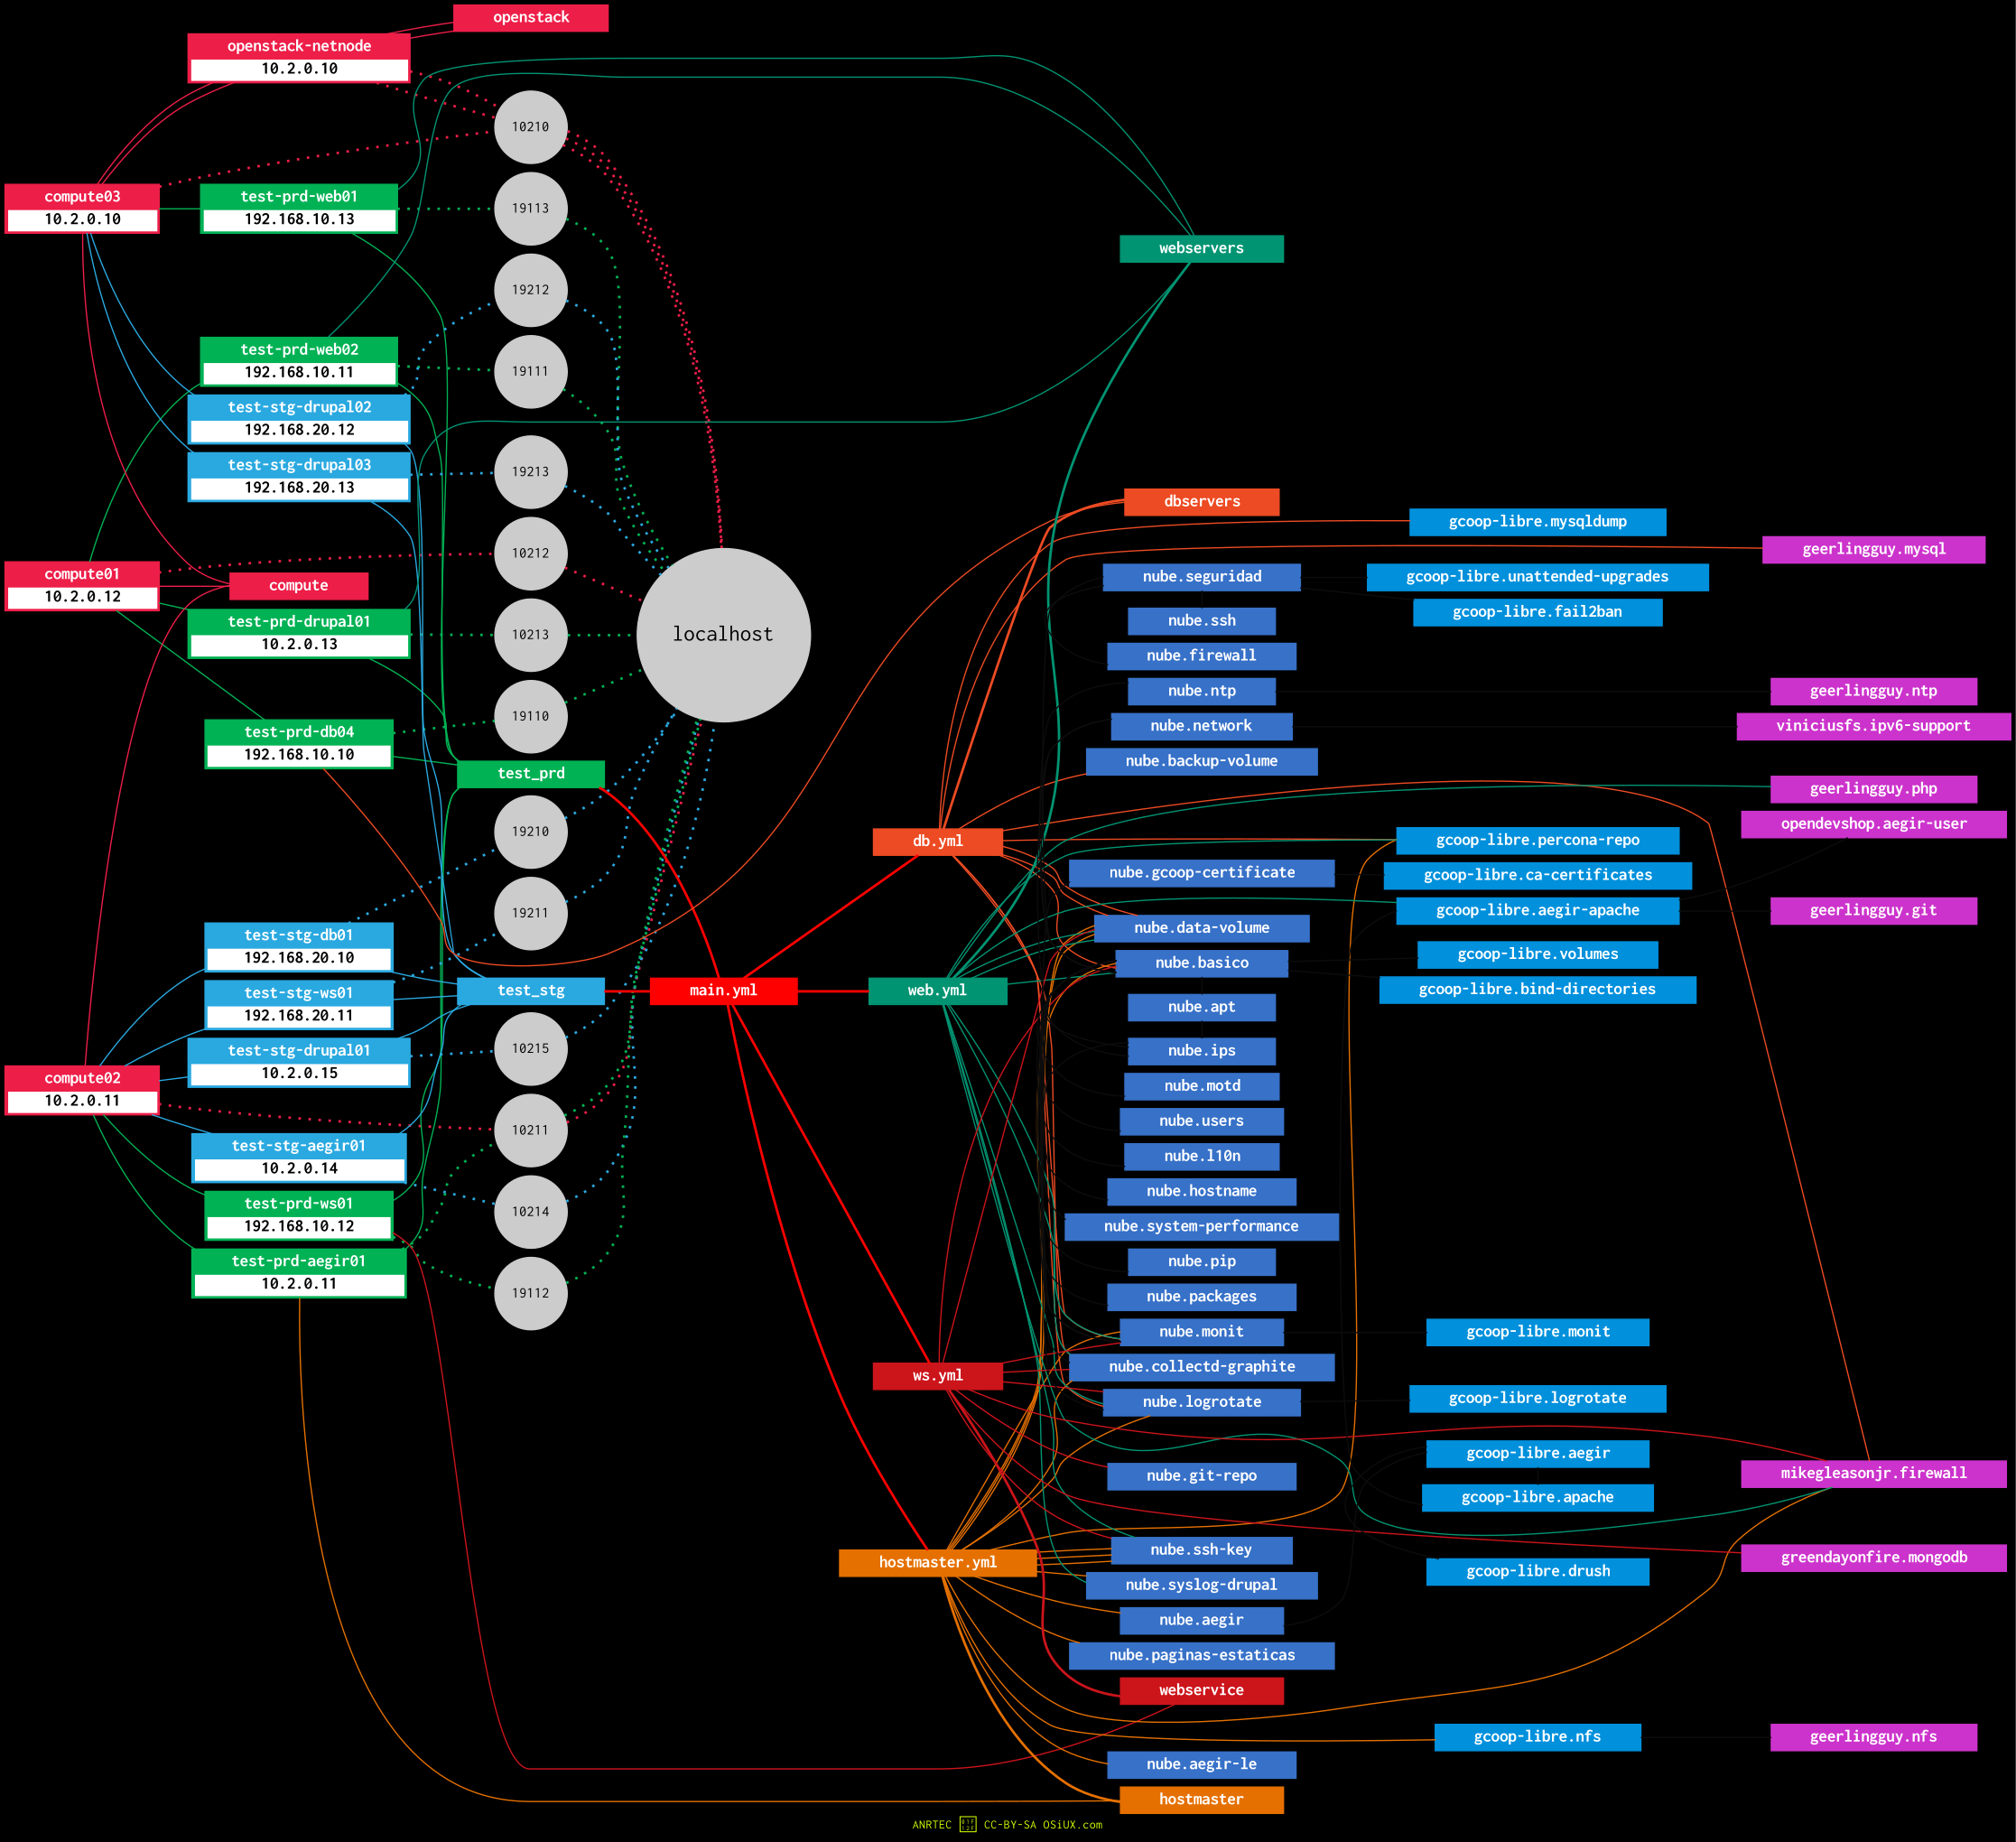 openstack
openstack-netnode
10.2.0.10
10210
compute03
10.2.0.10
test-prd-web01
192.168.10.13
19113
webservers
19212
test-prd-web02
192.168.10.11
19111
test-stg-drupal02
192.168.20.12
test-stg-drupal03
192.168.20.13
19213
dbservers
gcoop-libre.mysqldump
geerlingguy.mysql
10212
compute01
10.2.0.12
compute
nube.seguridad
gcoop-libre.unattended-upgrades
gcoop-libre.fail2ban
test-prd-drupal01
10.2.0.13
10213
localhost
nube.ssh
nube.firewall
nube.ntp
geerlingguy.ntp
19110
test-prd-db04
192.168.10.10
nube.network
viniciusfs.ipv6-support
nube.backup-volume
test_prd
geerlingguy.php
opendevshop.aegir-user
19210
db.yml
gcoop-libre.percona-repo
nube.gcoop-certificate
gcoop-libre.ca-certificates
19211
gcoop-libre.aegir-apache
geerlingguy.git
test-stg-db01
192.168.20.10
nube.data-volume
gcoop-libre.volumes
nube.basico
test-stg-ws01
192.168.20.11
test_stg
main.yml
web.yml
gcoop-libre.bind-directories
nube.apt
test-stg-drupal01
10.2.0.15
10215
nube.ips
compute02
10.2.0.11
nube.motd
nube.users
10211
test-stg-aegir01
10.2.0.14
nube.l10n
nube.hostname
test-prd-ws01
192.168.10.12
10214
nube.system-performance
test-prd-aegir01
10.2.0.11
nube.pip
19112
nube.packages
nube.monit
gcoop-libre.monit
ws.yml
nube.collectd-graphite
nube.logrotate
gcoop-libre.logrotate
gcoop-libre.aegir
nube.git-repo
mikegleasonjr.firewall
gcoop-libre.apache
hostmaster.yml
nube.ssh-key
greendayonfire.mongodb
gcoop-libre.drush
nube.syslog-drupal
nube.aegir
nube.paginas-estaticas
webservice
gcoop-libre.nfs
geerlingguy.nfs
nube.aegir-le
hostmaster
ANRTEC CC-BY-SA OSiUX.com